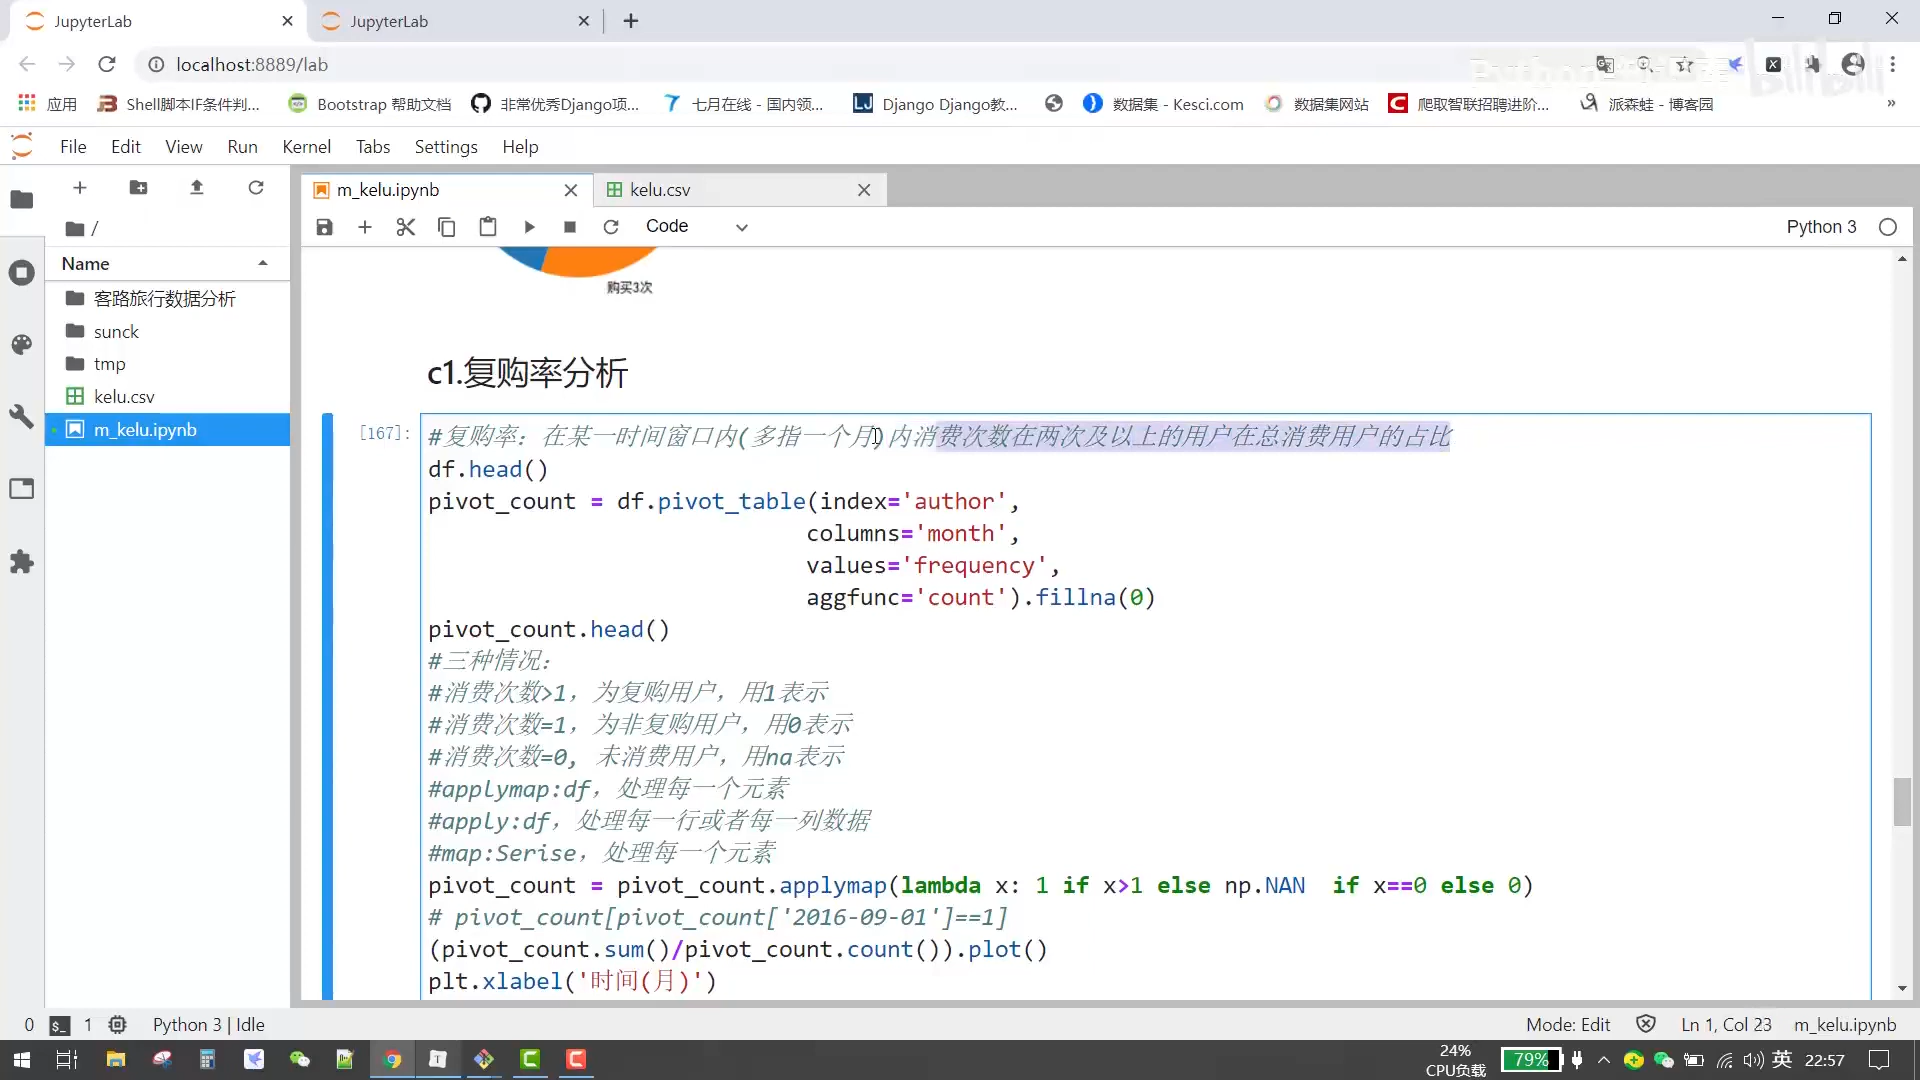 JupyterLab
JupyterLab
localhost:8889/lab
bilibili
应用
Shell脚本IF条件判...
Bootstrap 帮助文档
非常优秀Django项...
七月在线 - 国内领...
Django Django教...
数据集 - Kesci.com
数据集网站
爬取智联招聘进阶...
派森蛙 - 博客园
»
File Edit View Run Kernel Tabs Settings Help
m_kelu.ipynb
kelu.csv
Code
Python 3
/
Name
客路旅行数据分析
sunck
tmp
kelu.csv
m_kelu.ipynb
购买3次
c1.复购率分析
[167]:
#复购率：在某一时间窗口内(多指一个月)内消费次数在两次及以上的用户在总消费用户的占比
df.head()
pivot_count = df.pivot_table(index='author',
columns='month',
values='frequency',
aggfunc='count').fillna(0)
pivot_count.head()
#三种情况：
#消费次数>1，为复购用户，用1表示
#消费次数=1，为非复购用户，用0表示
#消费次数=0, 未消费用户，用na表示
#applymap:df，处理每一个元素
#apply:df，处理每一行或者每一列数据
#map:Serise，处理每一个元素
pivot_count = pivot_count.applymap(lambda x: 1 if x>1 else np.NAN  if x==0 else 0)
# pivot_count[pivot_count['2016-09-01']==1]
(pivot_count.sum()/pivot_count.count()).plot()
plt.xlabel('时间(月)')
0 1 Python 3 | Idle
Mode: Edit Ln 1, Col 23 m_kelu.ipynb
24%
CPU负载
79%
英
22:57